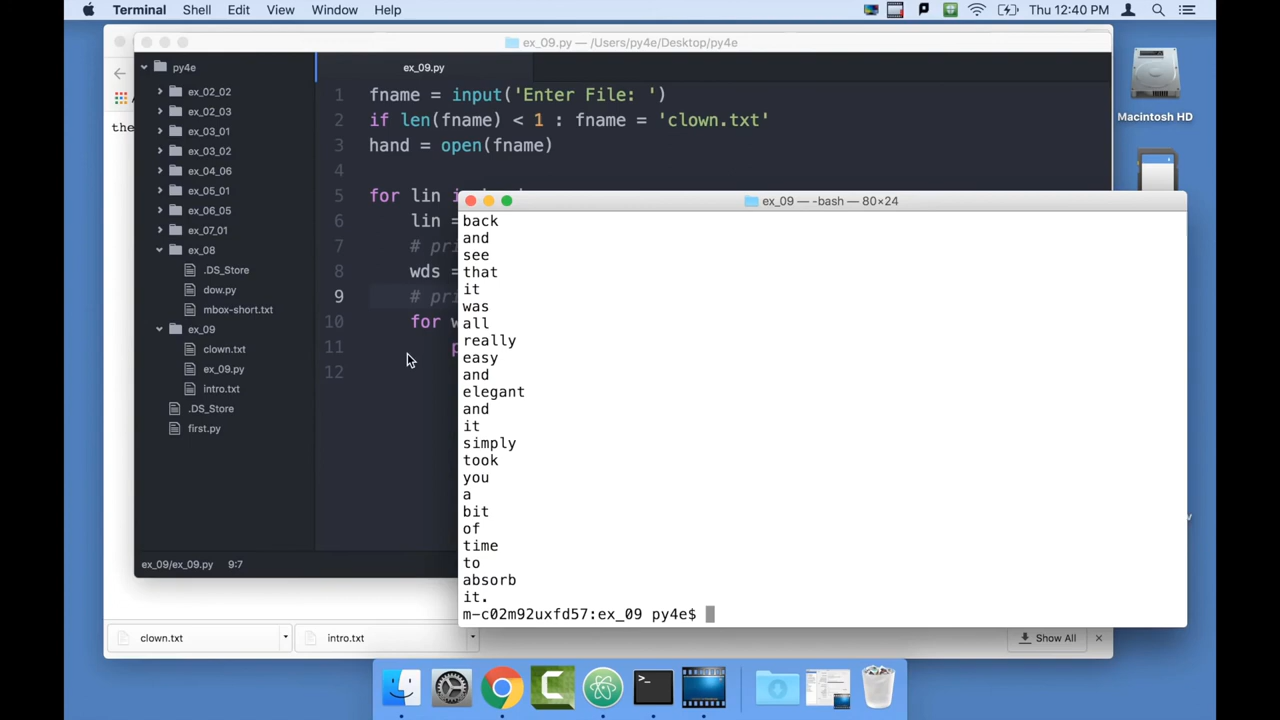 Terminal Shell Edit View Window Help Thu 12:40 PM
ex_09.py — /Users/py4e/Desktop/py4e
py4e
ex_02_02
ex_02_03
ex_03_01
ex_03_02
ex_04_06
ex_05_01
ex_06_05
ex_07_01
ex_08
.DS_Store
dow.py
mbox-short.txt
ex_09
clown.txt
ex_09.py
intro.txt
.DS_Store
first.py
ex_09/ex_09.py 9:7
the
ex_09.py
1 fname = input('Enter File: ')
2 if len(fname) < 1 : fname = 'clown.txt'
3 hand = open(fname)
4
5 for lin
6 lin =
7 #
8 wds =
9 #
10 for
11
12
ex_09 — -bash — 80×24
back
and
see
that
it
was
all
really
easy
and
elegant
and
it
simply
took
you
a
bit
of
time
to
absorb
it.
m-c02m92uxfd57:ex_09 py4e$
Macintosh HD
clown.txt
intro.txt
Show All